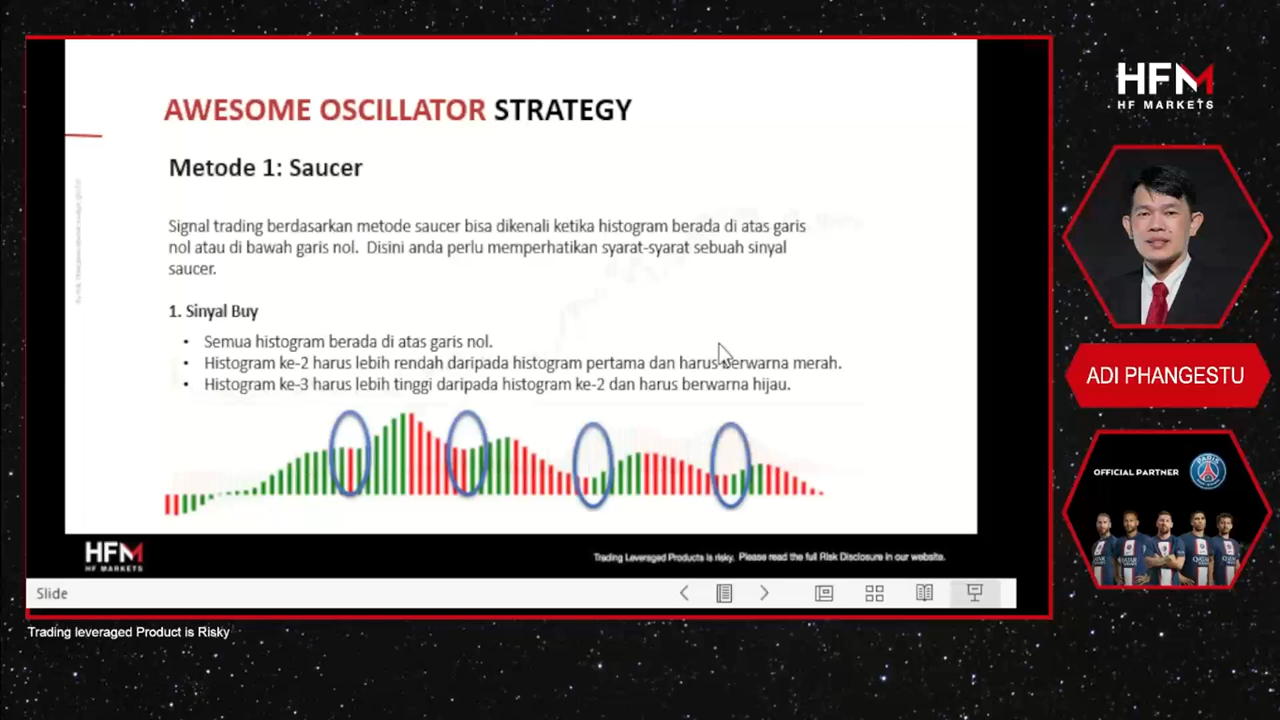 AWESOME OSCILLATOR STRATEGY
Metode 1: Saucer
Signal trading berdasarkan metode saucer bisa dikenali ketika histogram berada di atas garis
nol atau di bawah garis nol. Disini anda perlu memperhatikan syarat-syarat sebuah sinyal
saucer.
1. Sinyal Buy
• Semua histogram berada di atas garis nol.
• Histogram ke-2 harus lebih rendah daripada histogram pertama dan harus berwarna merah.
• Histogram ke-3 harus lebih tinggi daripada histogram ke-2 dan harus berwarna hijau.
HFM
HF MARKETS
Trading Leveraged Products is risky. Please read the full Risk Disclosure in our website.
Slide
Trading leveraged Product is Risky
HFM
HF MARKETS
ADI PHANGESTU
OFFICIAL PARTNER
PARIS